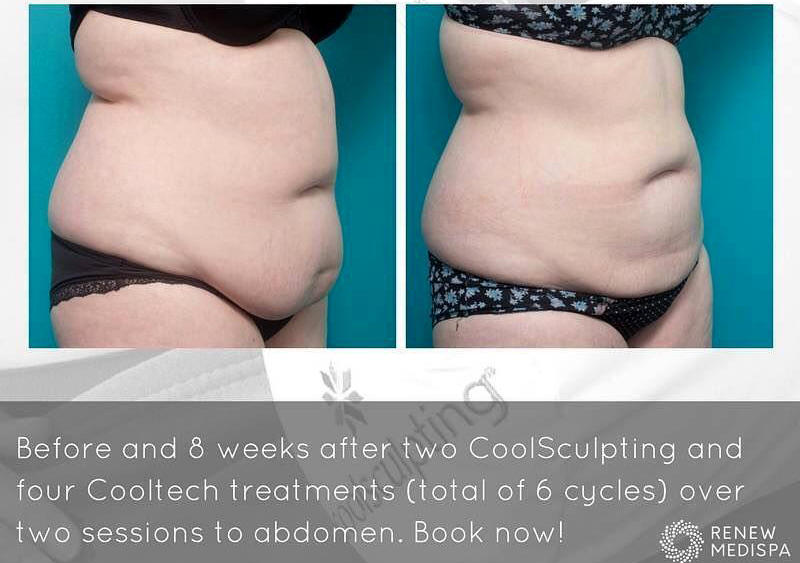 coolsculpting
Before and 8 weeks after two CoolSculpting and
four Cooltech treatments (total of 6 cycles) over
two sessions to abdomen. Book now!
RENEW
MEDISPA